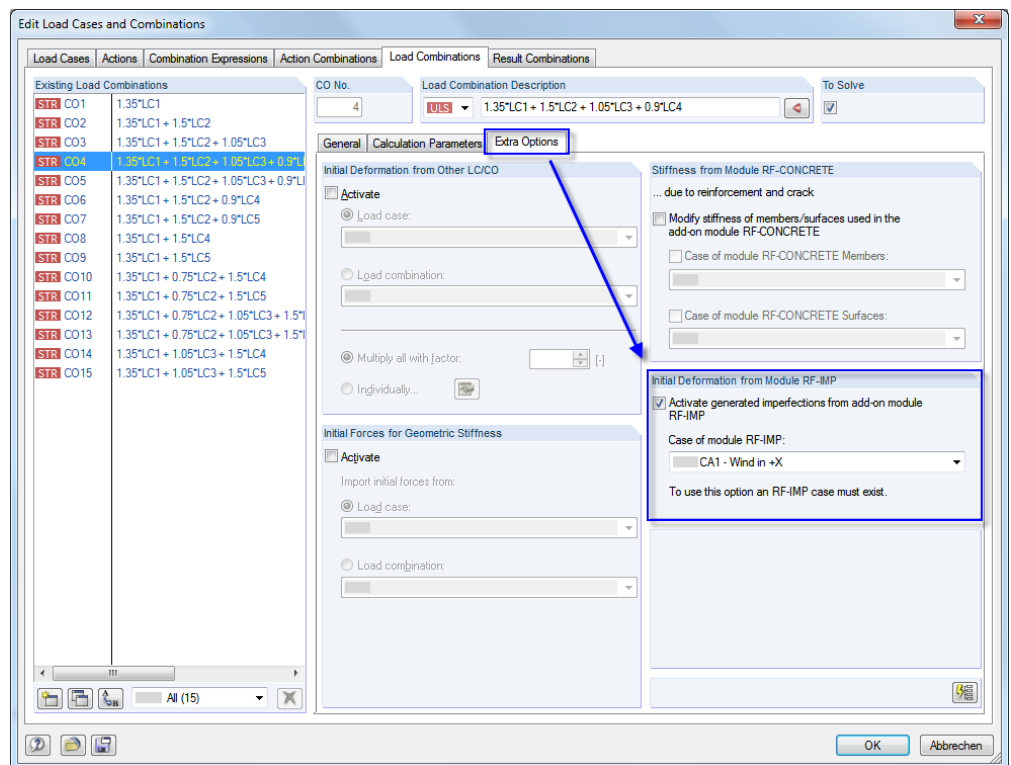 Edit Load Cases and Combinations
Load Cases Actions Combination Expressions Action Combinations Load Combinations Result Combinations
Existing Load Combinations
STR CO1 1.35*LC1
STR CO2 1.35*LC1 + 1.5*LC2
STR CO3 1.35*LC1 + 1.5*LC2 + 1.05*LC3
STR CO4 1.35*LC1 + 1.5*LC2 + 1.05*LC3 + 0.9*L
STR CO5 1.35*LC1 + 1.5*LC2 + 1.05*LC3 + 0.9*L
STR CO6 1.35*LC1 + 1.5*LC2 + 0.9*LC4
STR CO7 1.35*LC1 + 1.5*LC2 + 0.9*LC5
STR CO8 1.35*LC1 + 1.5*LC4
STR CO9 1.35*LC1 + 1.5*LC5
STR CO10 1.35*LC1 + 0.75*LC2 + 1.5*LC4
STR CO11 1.35*LC1 + 0.75*LC2 + 1.5*LC5
STR CO12 1.35*LC1 + 0.75*LC2 + 1.05*LC3 + 1.5*
STR CO13 1.35*LC1 + 0.75*LC2 + 1.05*LC3 + 1.5*
STR CO14 1.35*LC1 + 1.05*LC3 + 1.5*LC4
STR CO15 1.35*LC1 + 1.05*LC3 + 1.5*LC5
All (15)
CO No.
4
Load Combination Description
ULS 1.35*LC1 + 1.5*LC2 + 1.05*LC3 + 0.9*LC4
To Solve
General Calculation Parameters Extra Options
Initial Deformation from Other LC/CO
Activate
Load case:
Load combination:
Multiply all with factor: [-]
Individually...
Initial Forces for Geometric Stiffness
Activate
Import initial forces from:
Load case:
Load combination:
Stiffness from Module RF-CONCRETE
... due to reinforcement and crack
Modify stiffness of members/surfaces used in the
add-on module RF-CONCRETE
Case of module RF-CONCRETE Members:
Case of module RF-CONCRETE Surfaces:
Initial Deformation from Module RF-IMP
Activate generated imperfections from add-on module
RF-IMP
Case of module RF-IMP:
CA1 - Wind in +X
To use this option an RF-IMP case must exist.
OK Abbrechen